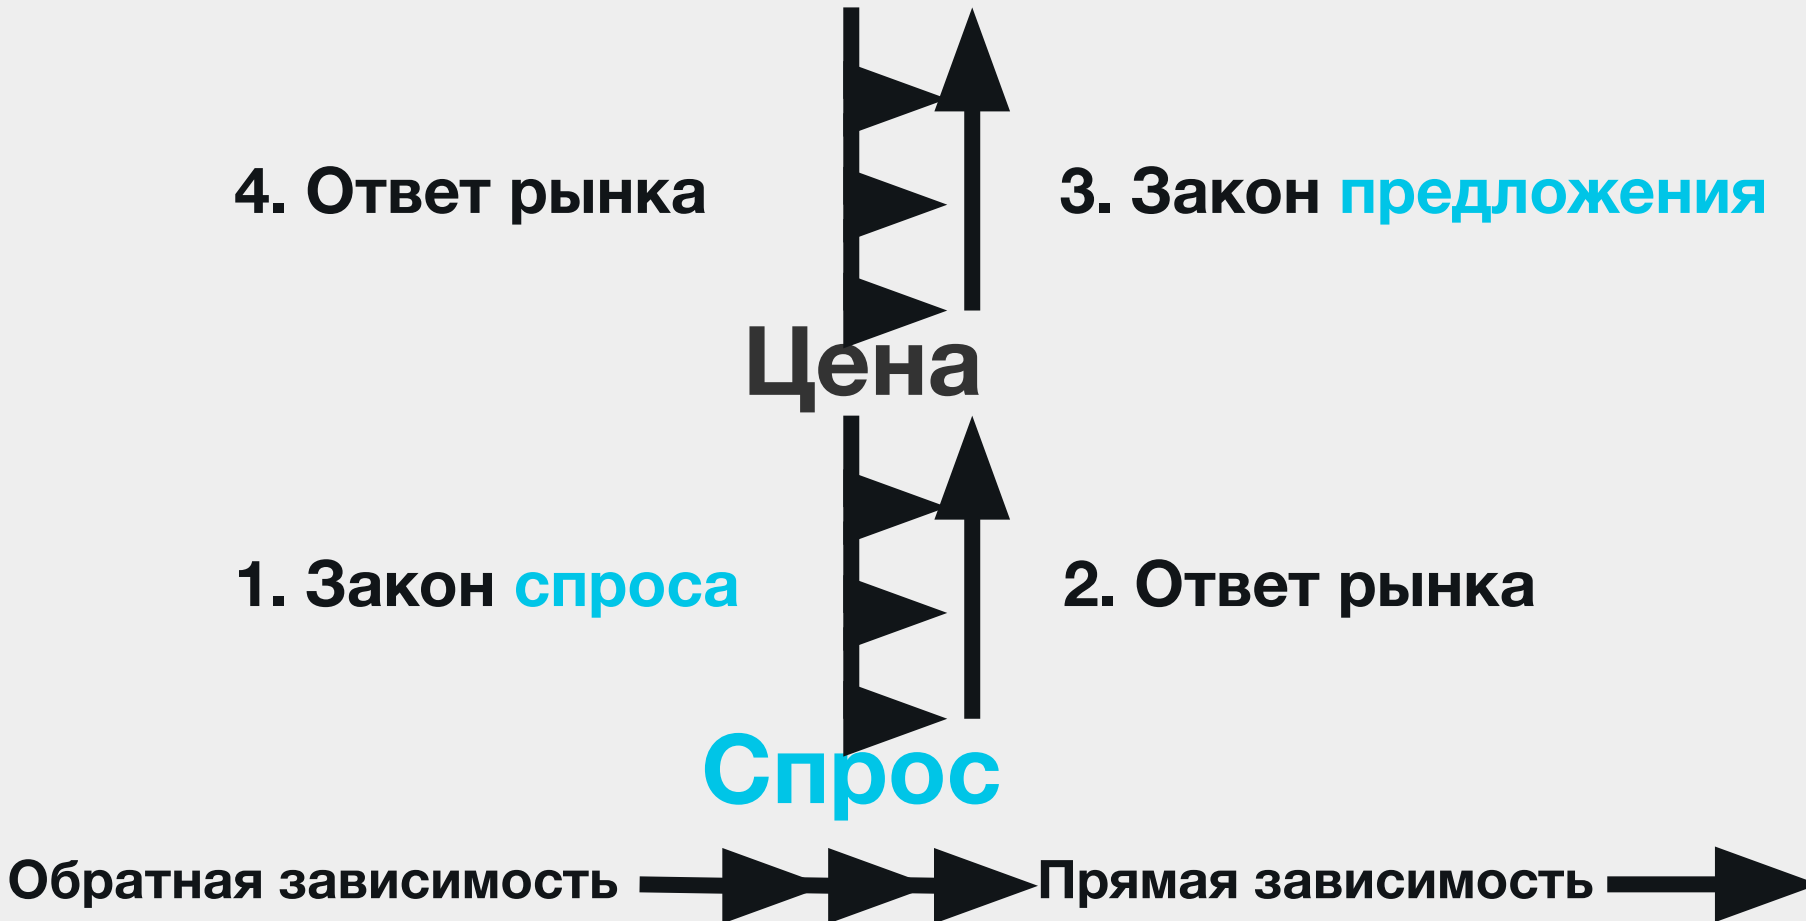 4. Ответ рынка
3. Закон предложения
Цена
1. Закон спроса
2. Ответ рынка
Спрос
Обратная зависимость
Прямая зависимость